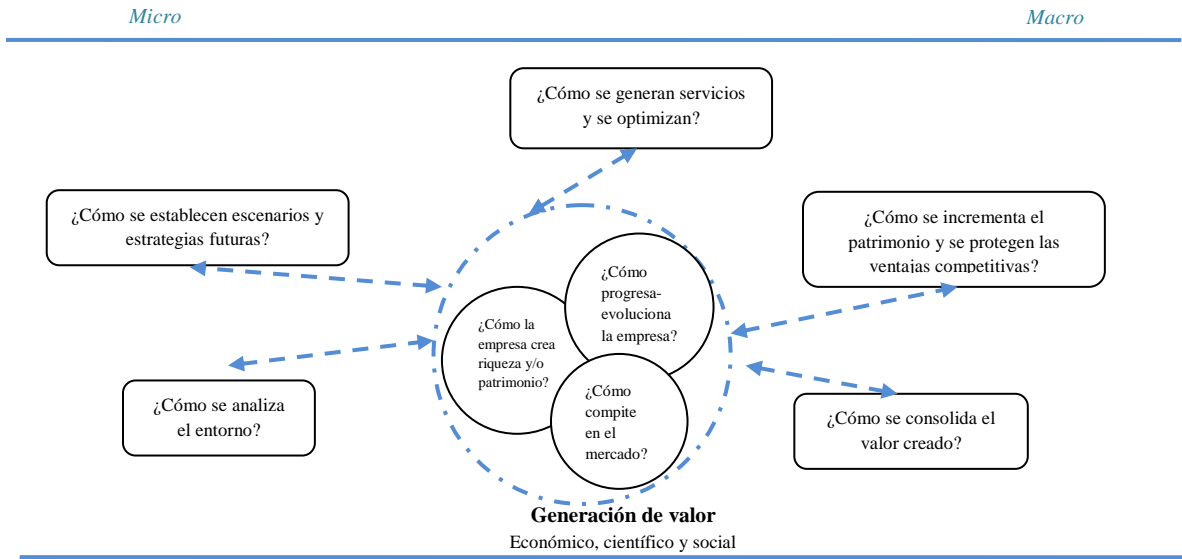 Micro
Macro
¿Cómo se generan servicios
y se optimizan?
¿Cómo se establecen escenarios y
estrategias futuras?
¿Cómo se incrementa el
patrimonio y se protegen las
ventajas competitivas?
¿Cómo
progresa-
evoluciona
la empresa?
¿Cómo la
empresa crea
riqueza y/o
patrimonio?
¿Cómo
compite
en el
mercado?
¿Cómo se analiza
el entorno?
¿Cómo se consolida el
valor creado?
Generación de valor
Económico, científico y social